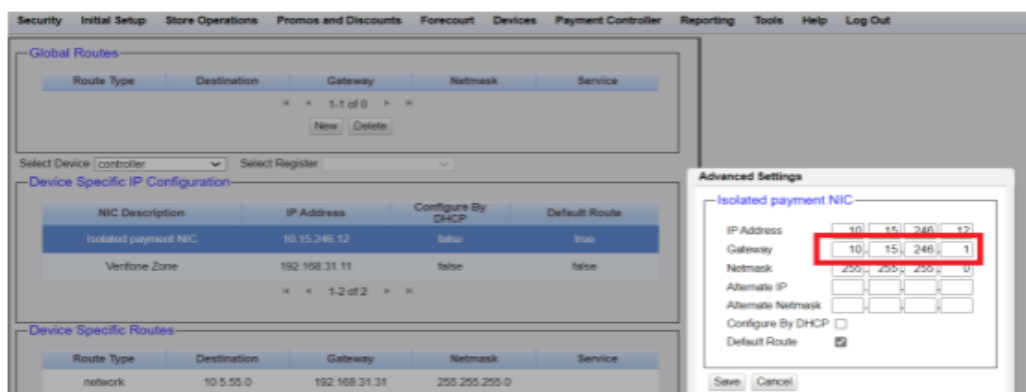 Security Initial Setup Store Operations Promos and Discounts Forecourt Devices Payment Controller Reporting Tools Help Log Out
Global Routes
Route Type Destination Gateway Netmask Service
1-1 of 0
New Delete
Select Device controller Select Register
Device Specific IP Configuration
NIC Description IP Address Configure By DHCP Default Route
Isolated payment NIC 10.15.246.12 false true
Verifone Zone 192.168.31.11 false false
1-2 of 2
Device Specific Routes
Route Type Destination Gateway Netmask Service
network 10.5.55.0 192.168.31.31 255.255.255.0
Advanced Settings
Isolated payment NIC
IP Address 10. 15. 246. 12
Gateway 10. 15. 246. 1
Netmask 255. 255. 255. 0
Alternate IP . . .
Alternate Netmask . . .
Configure By DHCP
Default Route
Save Cancel